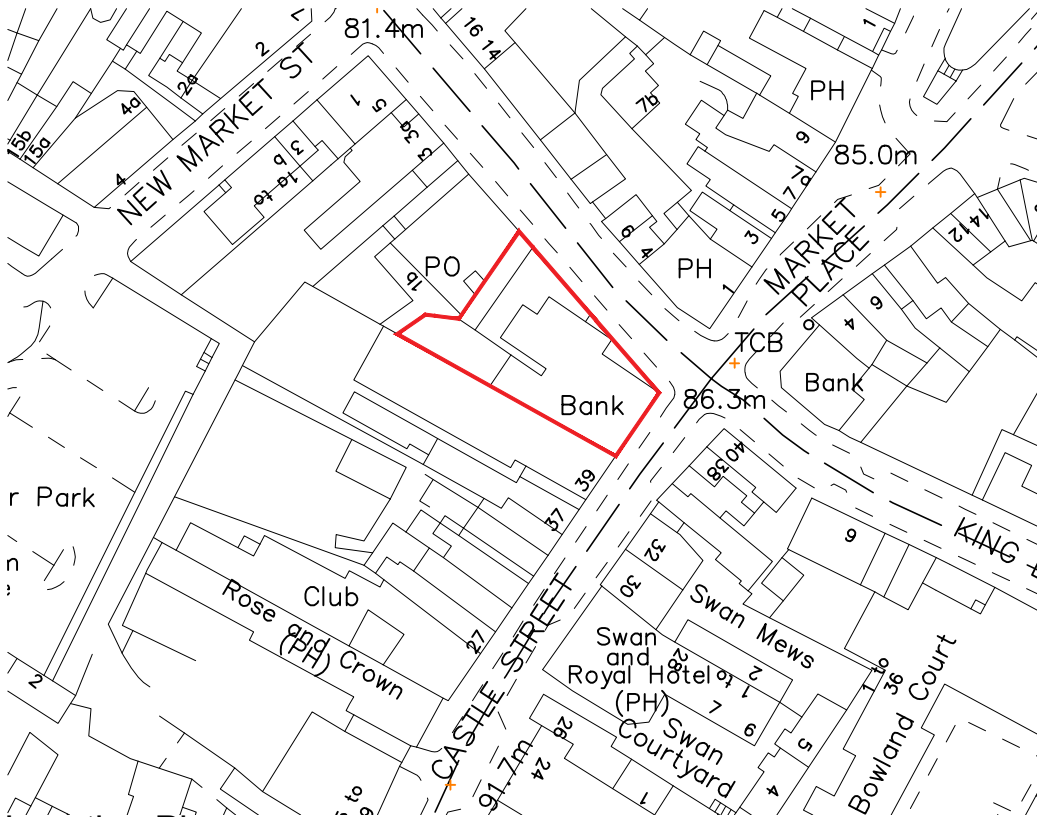 81.4m
16 14
2
2a
NEW MARKET ST
4a
15b
15a
4
1
5
3a
3
3
b
1a to
7b
PH
1
9
85.0m
7a
7
5
3
MARKET
PLACE
6
4
PH
1
14
12
PO
1b
TCB
6
4
86.3m
Bank
Bank
40
38
39
37
r Park
KING
6
32
30
Club
Rose and Crown
(PH)
27
CASTLE STREET
Swan Mews
Swan
and
Royal Hotel
(PH)
28
2
1 to
7
6
Swan
Courtyard
1 to
36
Bowland Court
5
4
2
26
24
1
91.7m